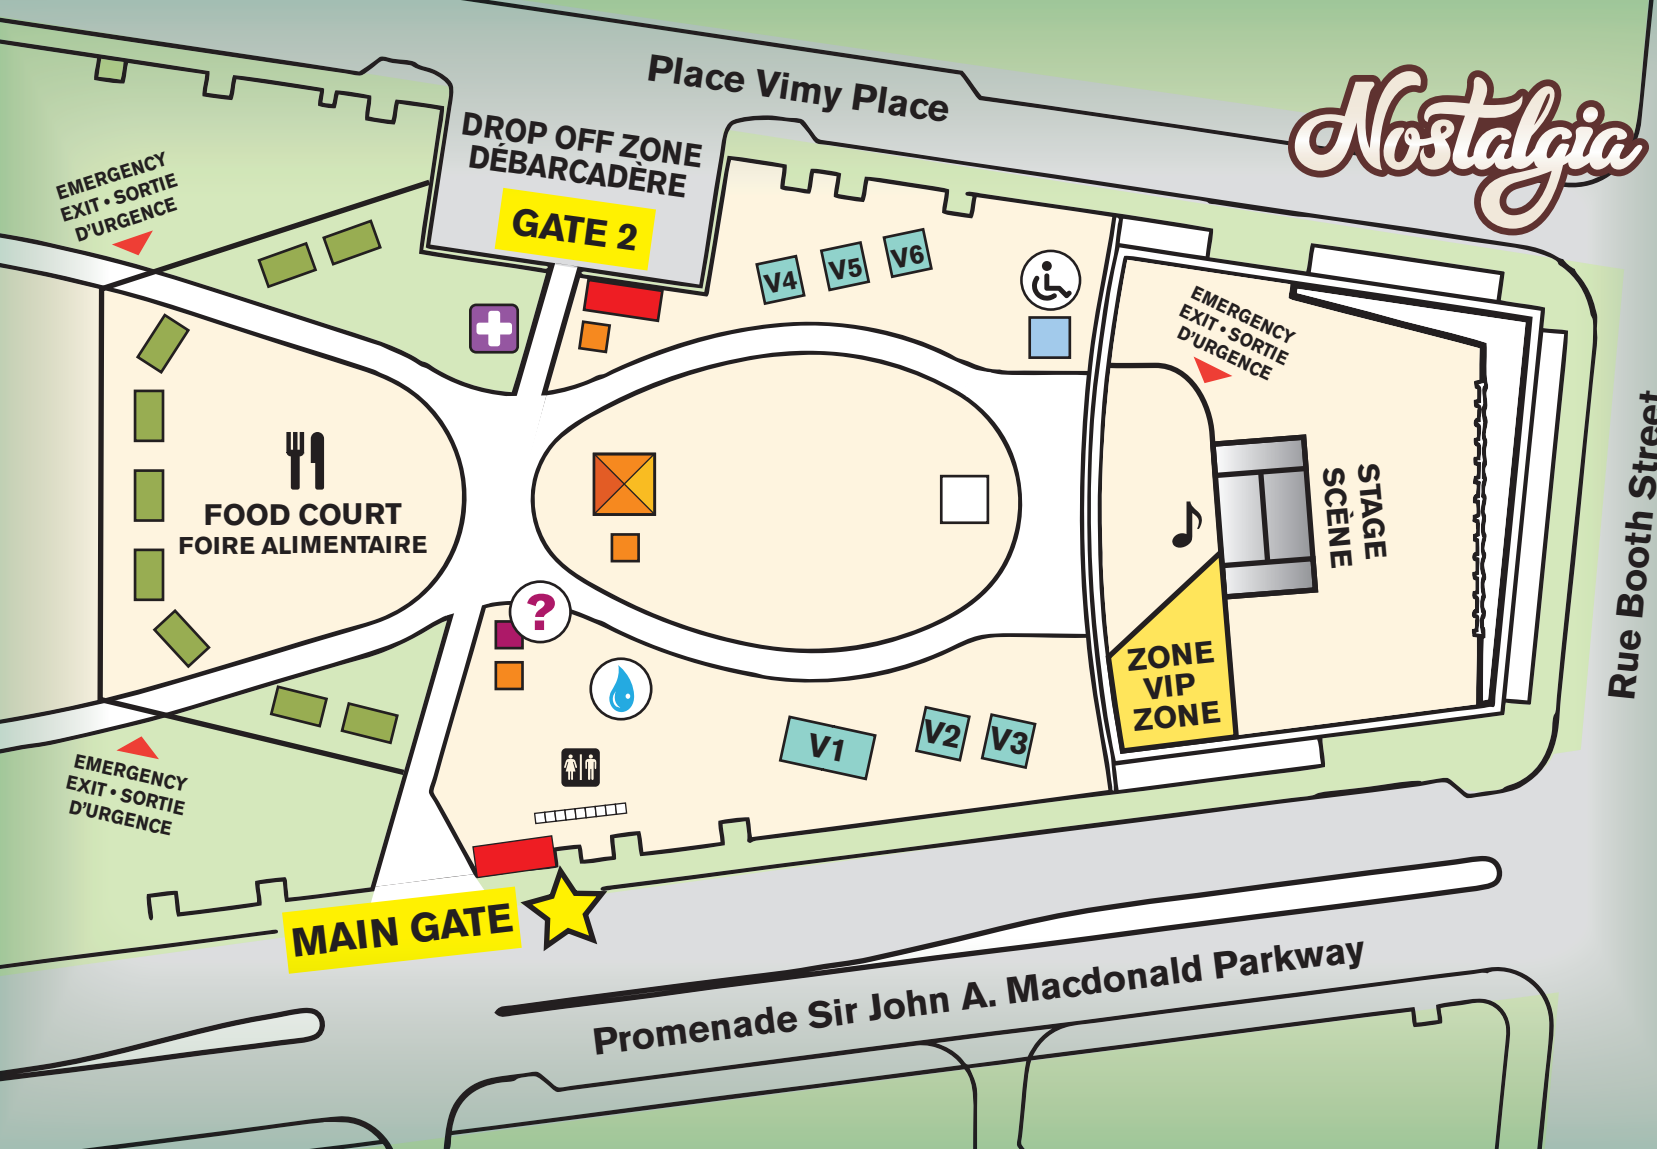 Place Vimy Place
Nostalgia
DROP OFF ZONE
DÉBARCADÈRE
GATE 2
EMERGENCY
EXIT • SORTIE
D'URGENCE
V4
V5
V6
EMERGENCY
EXIT • SORTIE
D'URGENCE
FOOD COURT
FOIRE ALIMENTAIRE
STAGE
SCÈNE
Rue Booth Street
?
ZONE
VIP
ZONE
V1
V2
V3
EMERGENCY
EXIT • SORTIE
D'URGENCE
MAIN GATE
Promenade Sir John A. Macdonald Parkway